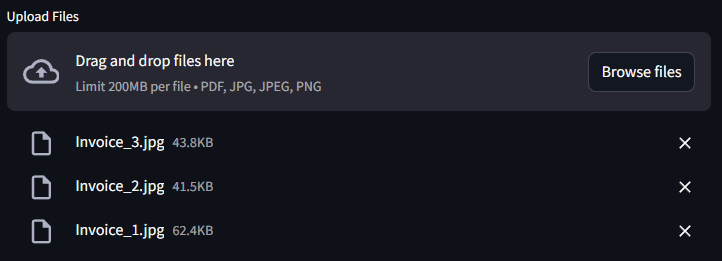 Upload Files
Drag and drop files here
Limit 200MB per file • PDF, JPG, JPEG, PNG
Browse files
Invoice_3.jpg 43.8KB
Invoice_2.jpg 41.5KB
Invoice_1.jpg 62.4KB